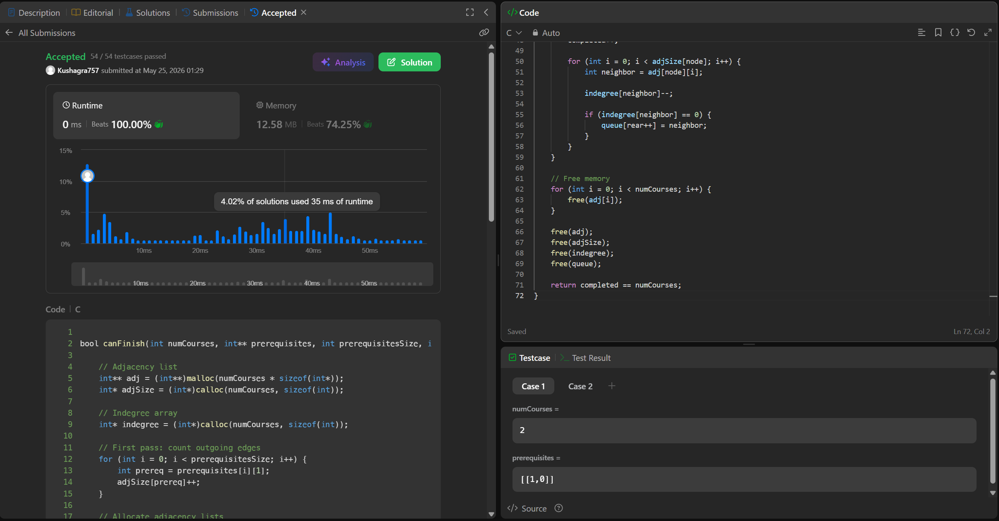 Description
Editorial
Solutions
Submissions
Accepted
All Submissions
Accepted 54 / 54 testcases passed
Kushagra757 submitted at May 25, 2026 01:29
Analysis
Solution
Runtime
0 ms Beats 100.00%
Memory
12.58 MB Beats 74.25%
15%
10%
5%
0%
4.02% of solutions used 35 ms of runtime
10ms 20ms 30ms 40ms 50ms
10ms 20ms 30ms 40ms 50ms
Code C
1
2 bool canFinish(int numCourses, int** prerequisites, int prerequisitesSize, i
3
4 // Adjacency list
5 int** adj = (int**)malloc(numCourses * sizeof(int*));
6 int* adjSize = (int*)calloc(numCourses, sizeof(int));
7
8 // Indegree array
9 int* indegree = (int*)calloc(numCourses, sizeof(int));
10
11 // First pass: count outgoing edges
12 for (int i = 0; i < prerequisitesSize; i++) {
13 int prereq = prerequisites[i][1];
14 adjSize[prereq]++;
15 }
16
17 // Allocate adjacency lists
</> Code
C
Auto
49
50 for (int i = 0; i < adjSize[node]; i++) {
51 int neighbor = adj[node][i];
52
53 indegree[neighbor]--;
54
55 if (indegree[neighbor] == 0) {
56 queue[rear++] = neighbor;
57 }
58 }
59 }
60
61 // Free memory
62 for (int i = 0; i < numCourses; i++) {
63 free(adj[i]);
64 }
65
66 free(adj);
67 free(adjSize);
68 free(indegree);
69 free(queue);
70
71 return completed == numCourses;
72 }
Saved
Ln 72, Col 2
Testcase
Test Result
Case 1
Case 2
numCourses =
2
prerequisites =
[[1,0]]
</> Source